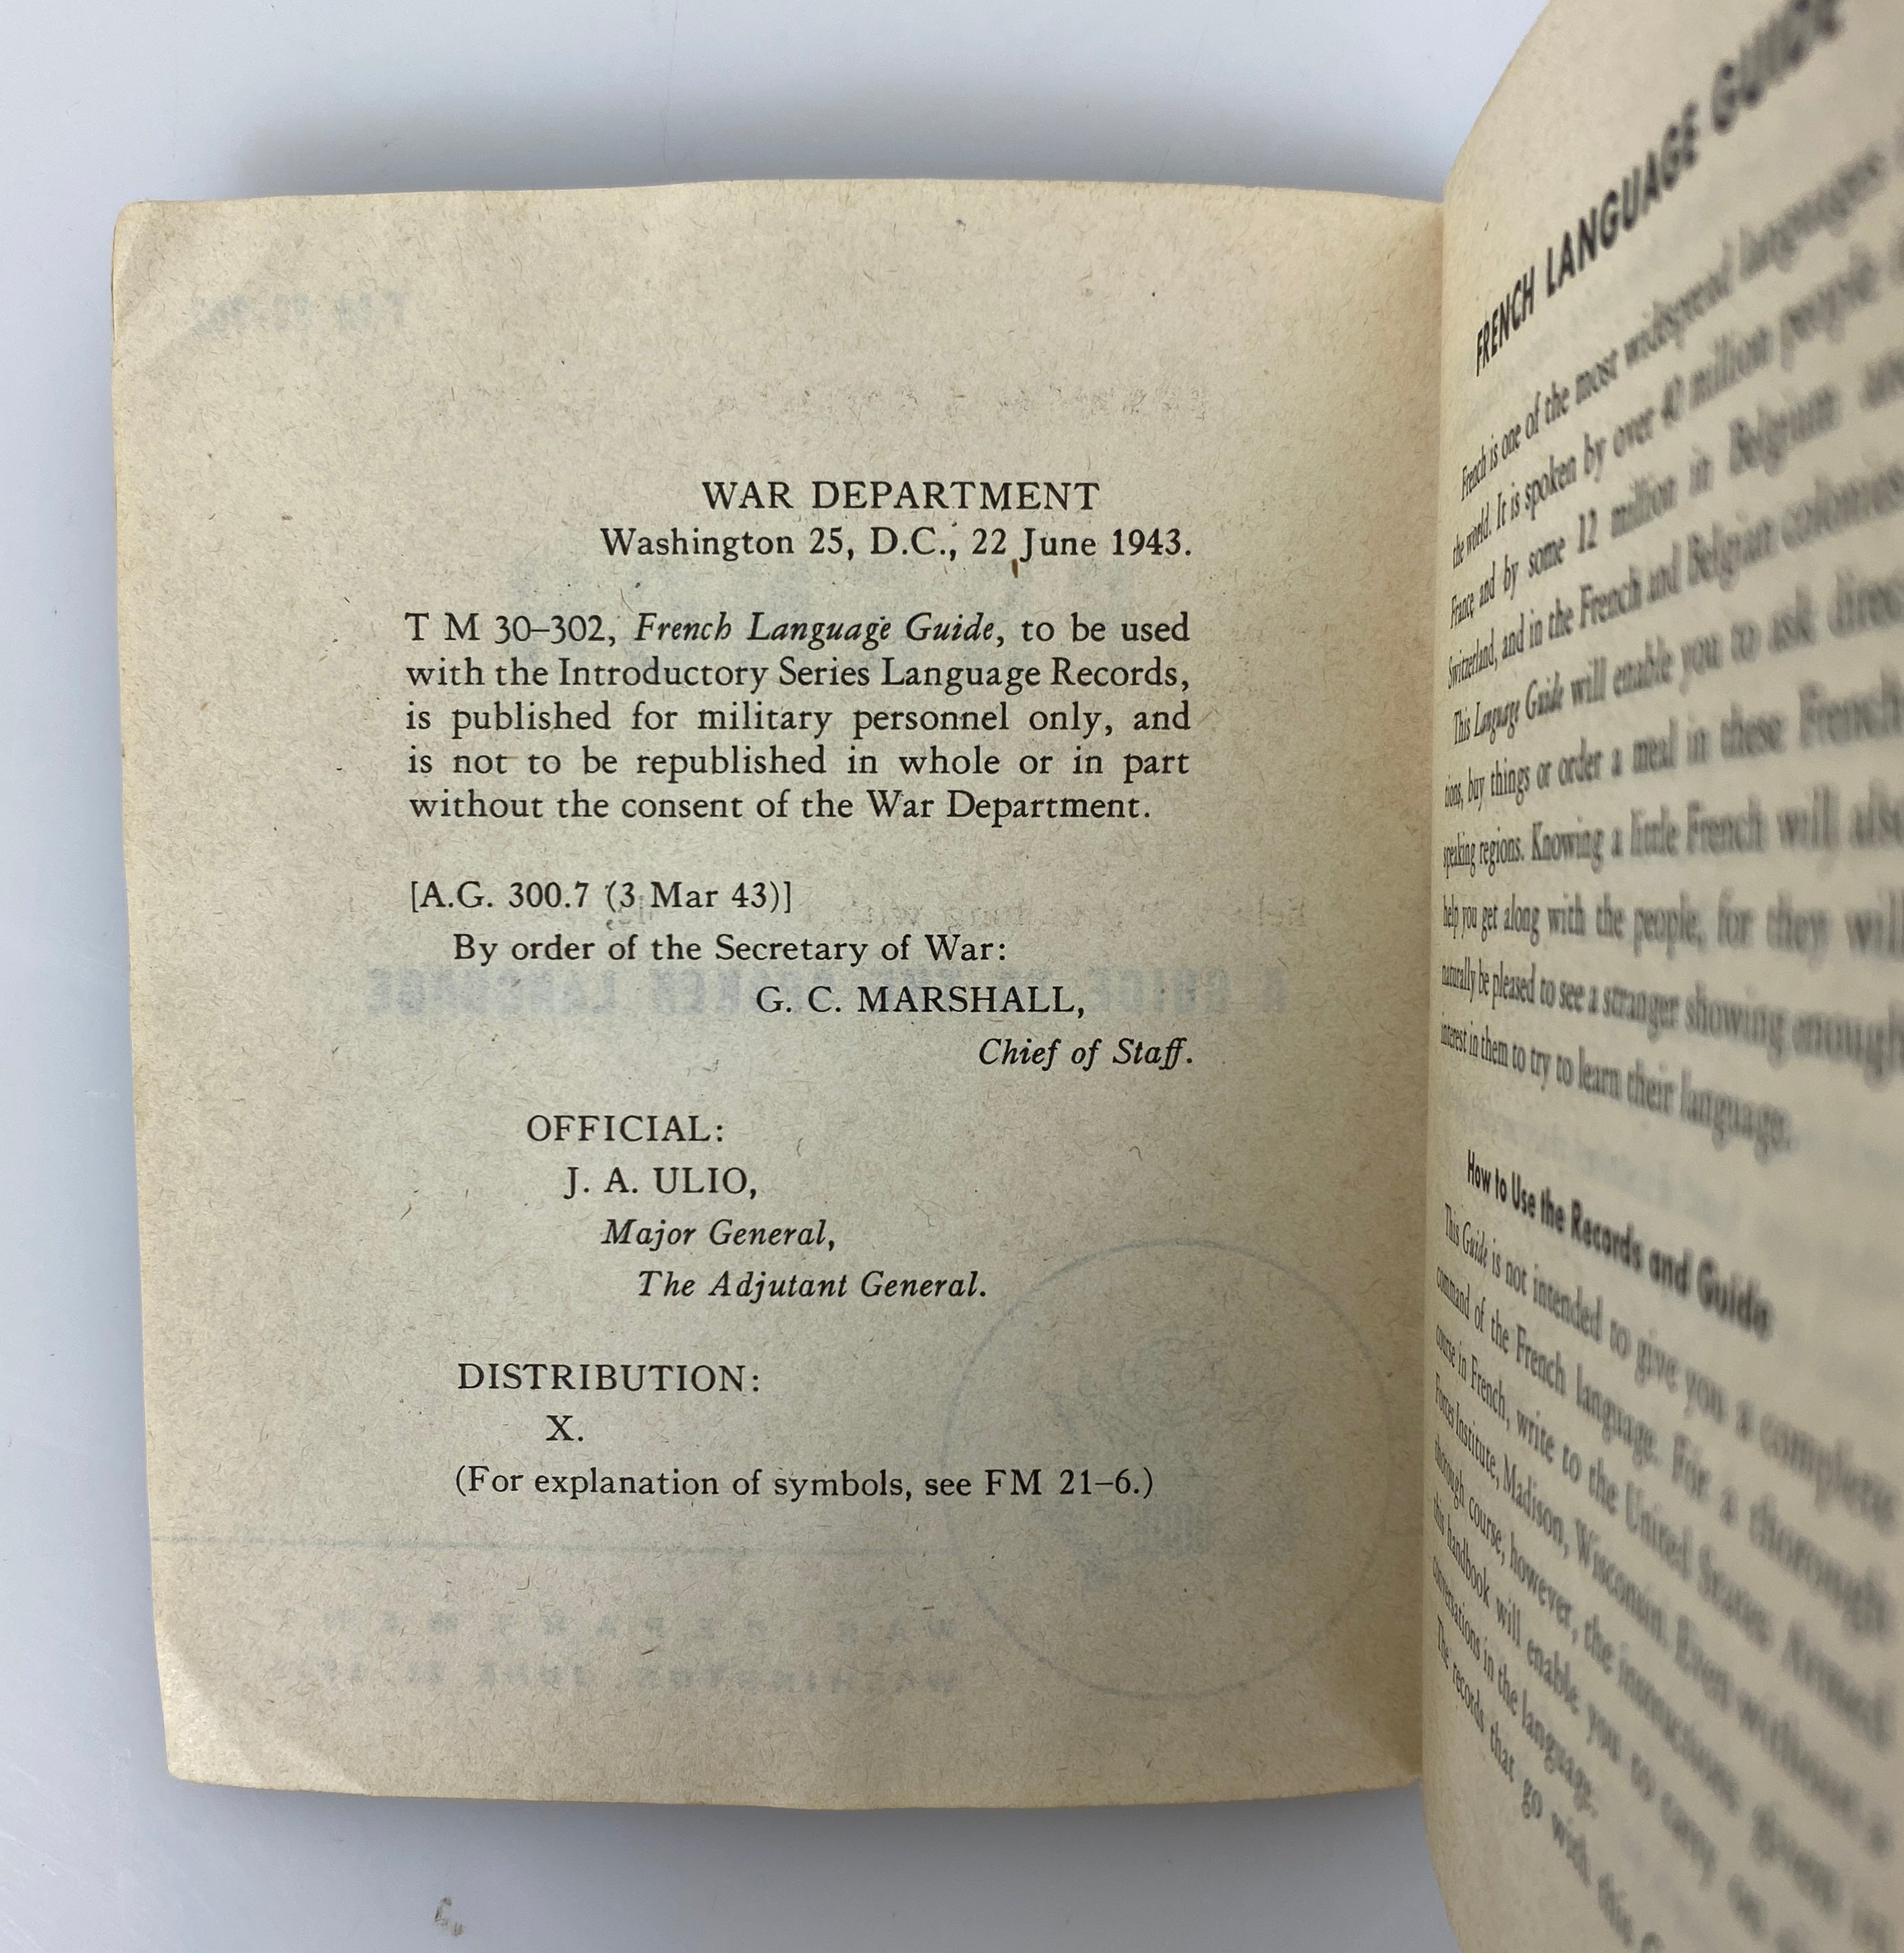 WAR DEPARTMENT
Washington 25, D.C., 22 June 1943.
T M 30–302, French Language Guide, to be used
with the Introductory Series Language Records,
is published for military personnel only, and
is not to be republished in whole or in part
without the consent of the War Department.
[A.G. 300.7 (3 Mar 43)]
By order of the Secretary of War:
G. C. MARSHALL,
Chief of Staff.
OFFICIAL:
J. A. ULIO,
Major General,
The Adjutant General.
DISTRIBUTION:
X.
(For explanation of symbols, see FM 21–6.)
FRENCH LANGUAGE GUIDE
French is one of the most widespread languages
the world. It is spoken by over 40 million people
France and by some 12 million in Belgium and
Switzerland, and in the French and Belgian colonies.
This Language Guide will enable you to ask direc
tions, buy things or order a meal in these French
speaking regions. Knowing a little French will also
help you get along with the people, for they will
naturally be pleased to see a stranger showing enough
interest in them to try to learn their language.
How to Use the Records and Guide
This Guide is not intended to give you a complete
command of the French language. For a thorough
course in French, write to the United States Armed
Forces Institute, Madison, Wisconsin. Even without a
thorough course, however, the instructions given in
this handbook will enable you to carry on
conversations in the language.
The records that go with this